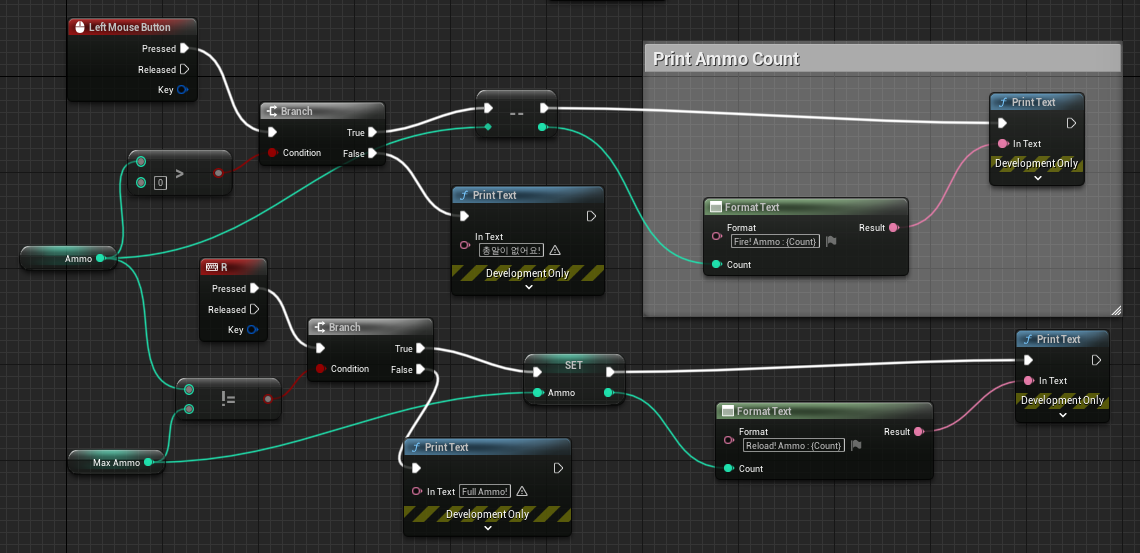 Left Mouse Button
Pressed
Released
Key
Branch
True
Condition
False
--
>
0
Ammo
Print Text
In Text
총알이 없어요!
Development Only
Print Ammo Count
Print Text
In Text
Development Only
Format Text
Format
Result
Fire! Ammo : {Count}
Count
R
Pressed
Released
Key
Branch
True
Condition
False
!=
Max Ammo
SET
Ammo
Print Text
In Text
Full Ammo!
Development Only
Format Text
Format
Result
Reload! Ammo : {Count}
Count
Print Text
In Text
Development Only